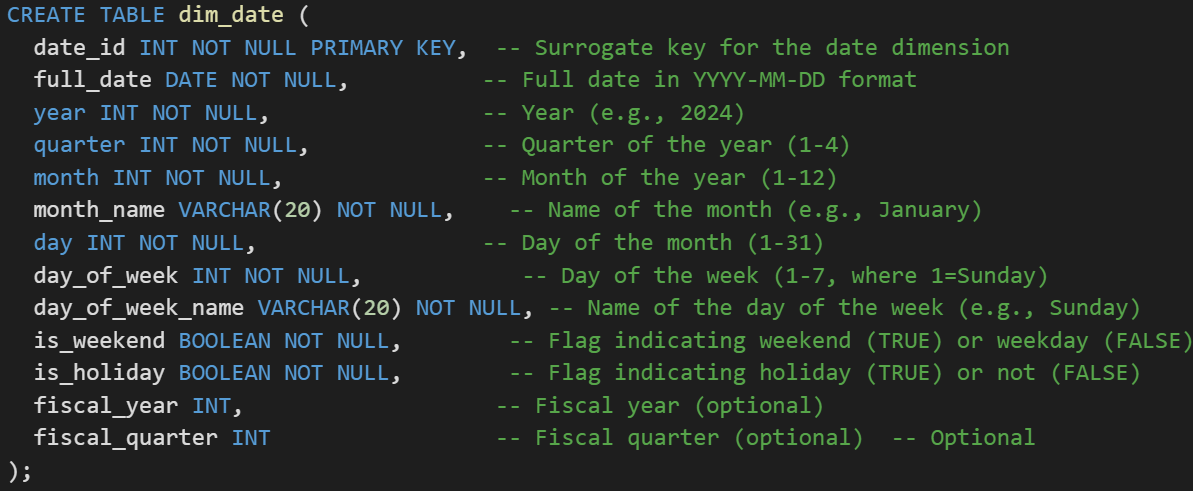 CREATE TABLE dim_date (
  date_id INT NOT NULL PRIMARY KEY,  -- Surrogate key for the date dimension
  full_date DATE NOT NULL,          -- Full date in YYYY-MM-DD format
  year INT NOT NULL,                -- Year (e.g., 2024)
  quarter INT NOT NULL,             -- Quarter of the year (1-4)
  month INT NOT NULL,               -- Month of the year (1-12)
  month_name VARCHAR(20) NOT NULL,    -- Name of the month (e.g., January)
  day INT NOT NULL,                 -- Day of the month (1-31)
  day_of_week INT NOT NULL,            -- Day of the week (1-7, where 1=Sunday)
  day_of_week_name VARCHAR(20) NOT NULL, -- Name of the day of the week (e.g., Sunday)
  is_weekend BOOLEAN NOT NULL,        -- Flag indicating weekend (TRUE) or weekday (FALSE)
  is_holiday BOOLEAN NOT NULL,        -- Flag indicating holiday (TRUE) or not (FALSE)
  fiscal_year INT,                   -- Fiscal year (optional)
  fiscal_quarter INT                 -- Fiscal quarter (optional)  -- Optional
);